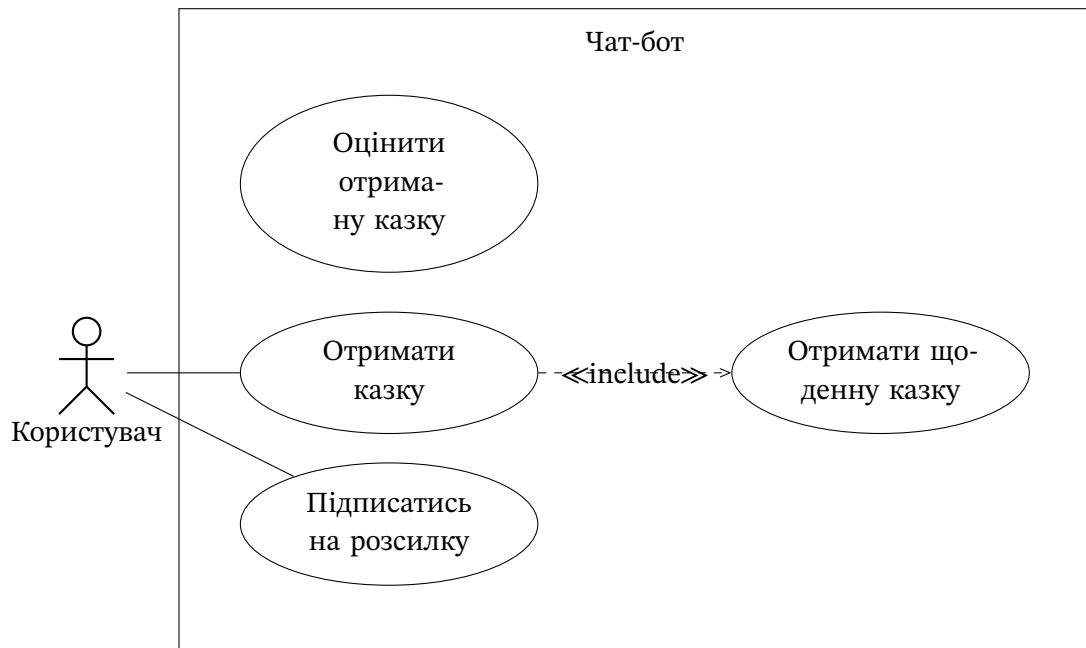 Чат-бот
Оцінити
отрима-
ну казку
Отримати
казку
≪include≫
Отримати що-
денну казку
Користувач
Підписатись
на розсилку